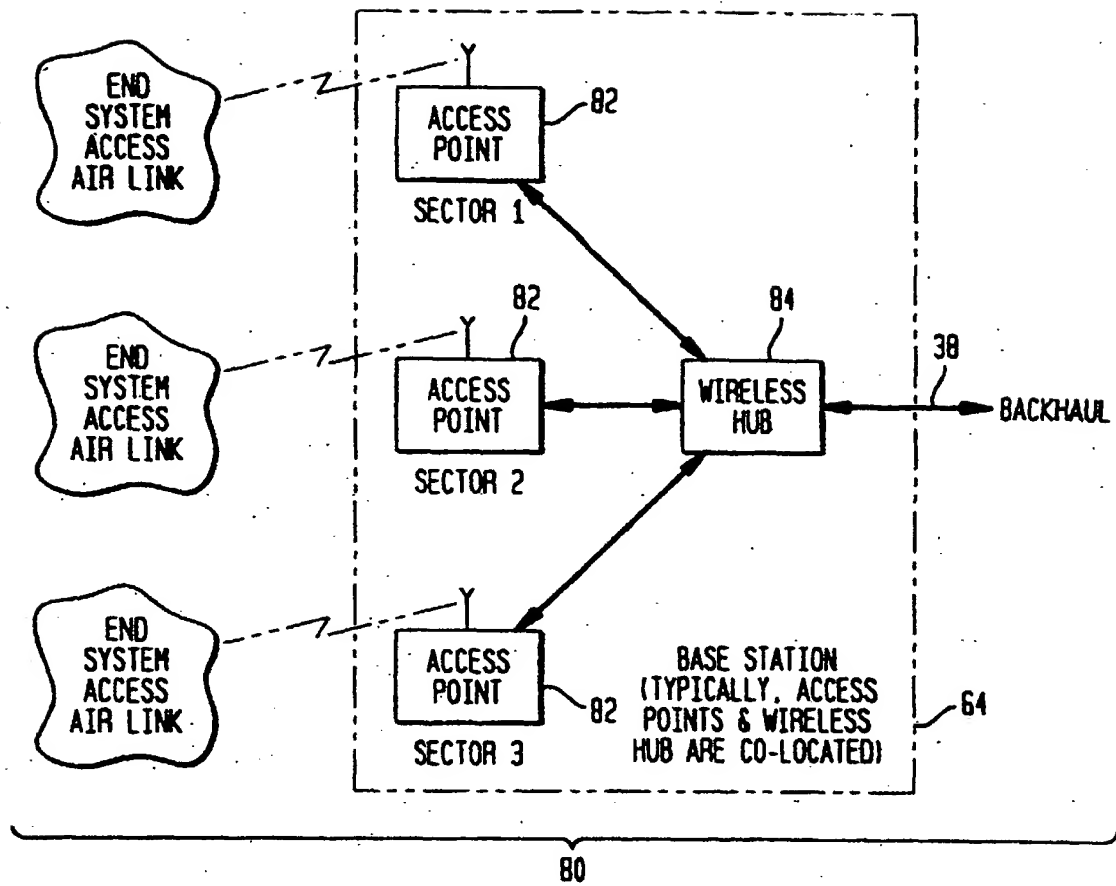 END
SYSTEM
ACCESS
AIR LINK
ACCESS
POINT
82
SECTOR 1
END
SYSTEM
ACCESS
AIR LINK
82
ACCESS
POINT
SECTOR 2
84
WIRELESS
HUB
38
BACKHAUL
END
SYSTEM
ACCESS
AIR LINK
ACCESS
POINT
82
SECTOR 3
BASE STATION
(TYPICALLY, ACCESS
POINTS & WIRELESS
HUB ARE CO-LOCATED)
64
80